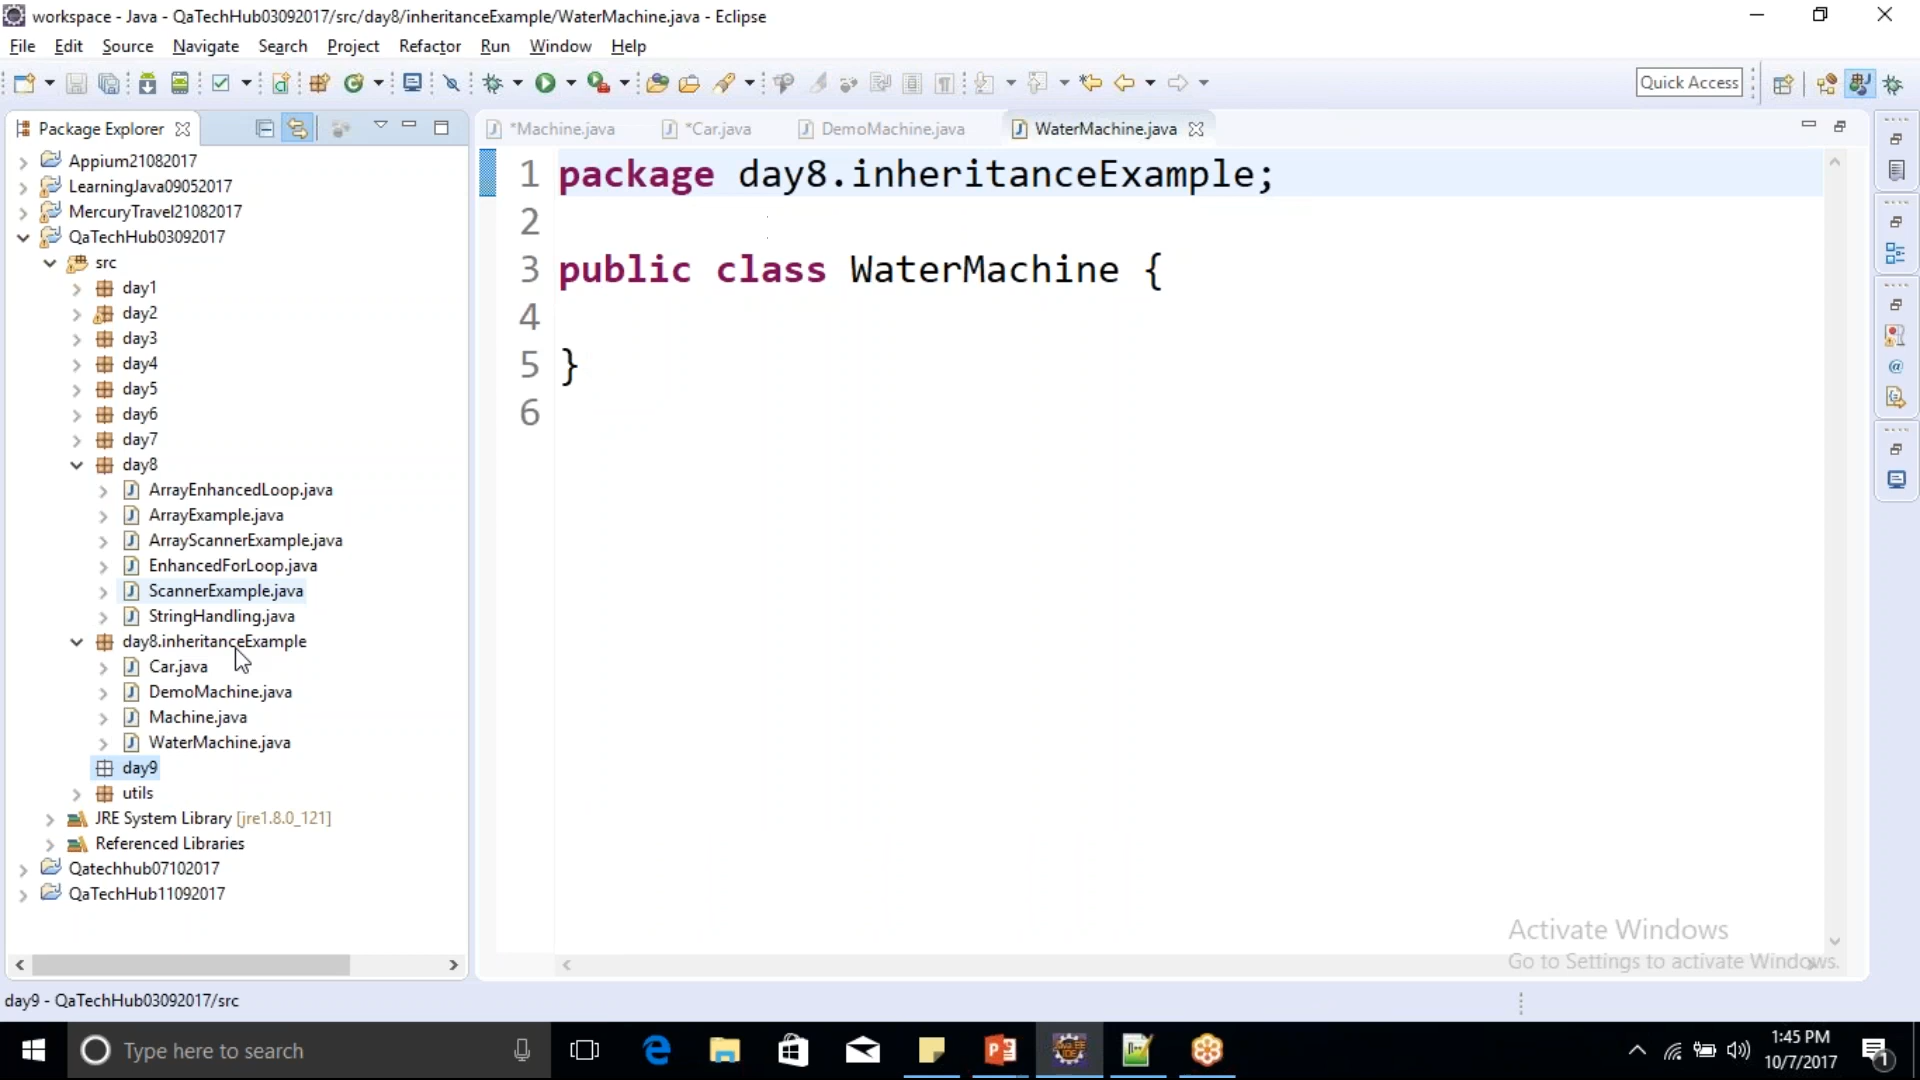 workspace - Java - QaTechHub03092017/src/day8/inheritanceExample/WaterMachine.java - Eclipse
File Edit Source Navigate Search Project Refactor Run Window Help
Quick Access
Package Explorer
*Machine.java *Car.java DemoMachine.java WaterMachine.java
Appium21082017
LearningJava09052017
MercuryTravel21082017
QaTechHub03092017
src
day1
day2
day3
day4
day5
day6
day7
day8
ArrayEnhancedLoop.java
ArrayExample.java
ArrayScannerExample.java
EnhancedForLoop.java
ScannerExample.java
StringHandling.java
day8.inheritanceExample
Car.java
DemoMachine.java
Machine.java
WaterMachine.java
day9
utils
JRE System Library [jre1.8.0_121]
Referenced Libraries
Qatechhub07102017
QaTechHub11092017
1 package day8.inheritanceExample;
2
3 public class WaterMachine {
4
5 }
6
Activate Windows
Go to Settings to activate Windows.
day9 - QaTechHub03092017/src
Type here to search
1:45 PM
10/7/2017
1